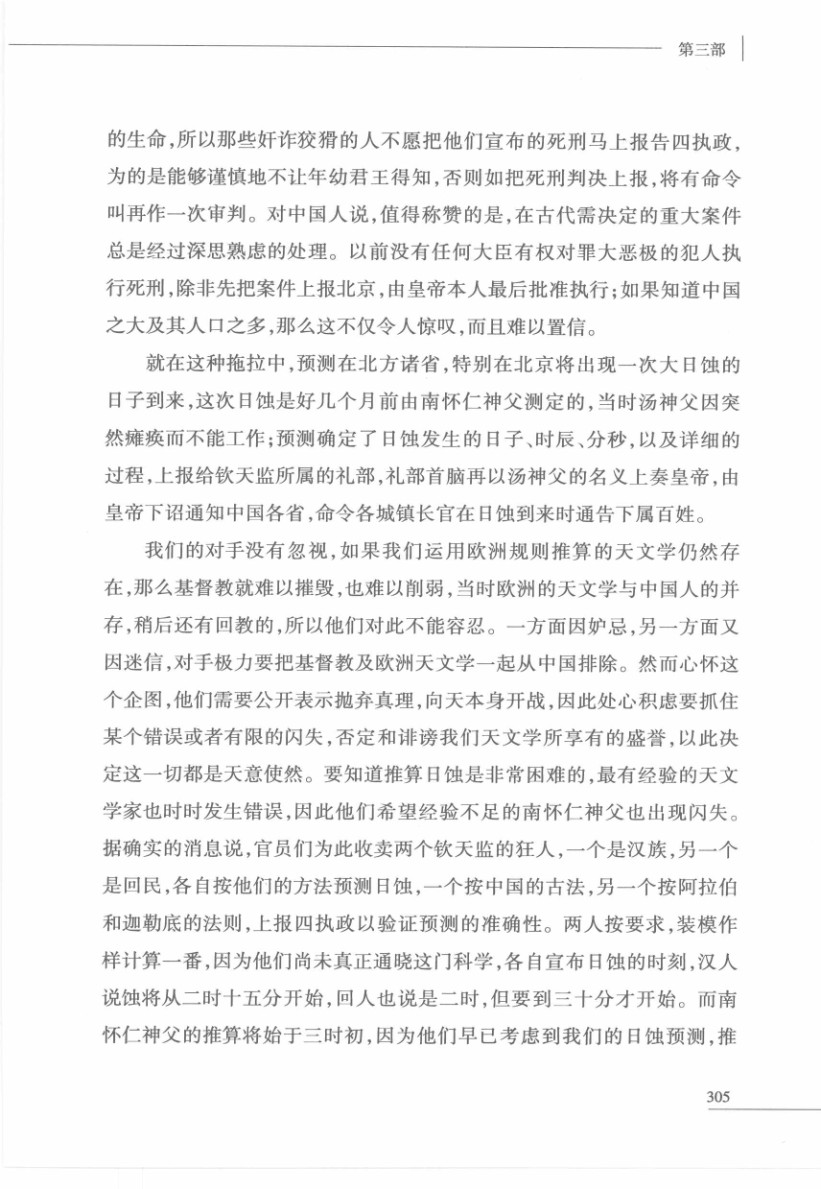 第三部
的生命,所以那些奸诈狡猾的人不愿把他们宣布的死刑马上报告四执政,
为的是能够谨慎地不让年幼君王得知,否则如把死刑判决上报,将有命令
叫再作一次审判。对中国人说,值得称赞的是,在古代需决定的重大案件
总是经过深思熟虑的处理。以前没有任何大臣有权对罪大恶极的犯人执
行死刑,除非先把案件上报北京,由皇帝本人最后批准执行;如果知道中国
之大及其人口之多,那么这不仅令人惊叹,而且难以置信。
就在这种拖拉中,预测在北方诸省,特别在北京将出现一次大日蚀的
日子到来,这次日蚀是好几个月前由南怀仁神父测定的,当时汤神父因突
然瘫痪而不能工作;预测确定了日蚀发生的日子、时辰、分秒,以及详细的
过程,上报给钦天监所属的礼部,礼部首脑再以汤神父的名义上奏皇帝,由
皇帝下诏通知中国各省,命令各城镇长官在日蚀到来时通告下属百姓。
我们的对手没有忽视,如果我们运用欧洲规则推算的天文学仍然存
在,那么基督教就难以摧毁,也难以削弱,当时欧洲的天文学与中国人的并
存,稍后还有回教的,所以他们对此不能容忍。一方面因妒忌,另一方面又
因迷信,对手极力要把基督教及欧洲天文学一起从中国排除。然而心怀这
个企图,他们需要公开表示抛弃真理,向天本身开战,因此处心积虑要抓住
某个错误或者有限的闪失,否定和诽谤我们天文学所享有的盛誉,以此决
定这一切都是天意使然。要知道推算日蚀是非常困难的,最有经验的天文
学家也时时发生错误,因此他们希望经验不足的南怀仁神父也出现闪失。
据确实的消息说,官员们为此收卖两个钦天监的狂人,一个是汉族,另一个
是回民,各自按他们的方法预测日蚀,一个按中国的古法,另一个按阿拉伯
和迦勒底的法则,上报四执政以验证预测的准确性。两人按要求,装模作
样计算一番,因为他们尚未真正通晓这门科学,各自宣布日蚀的时刻,汉人
说蚀将从二时十五分开始,回人也说是二时,但要到三十分才开始。而南
怀仁神父的推算将始于三时初,因为他们早已考虑到我们的日蚀预测,推
305